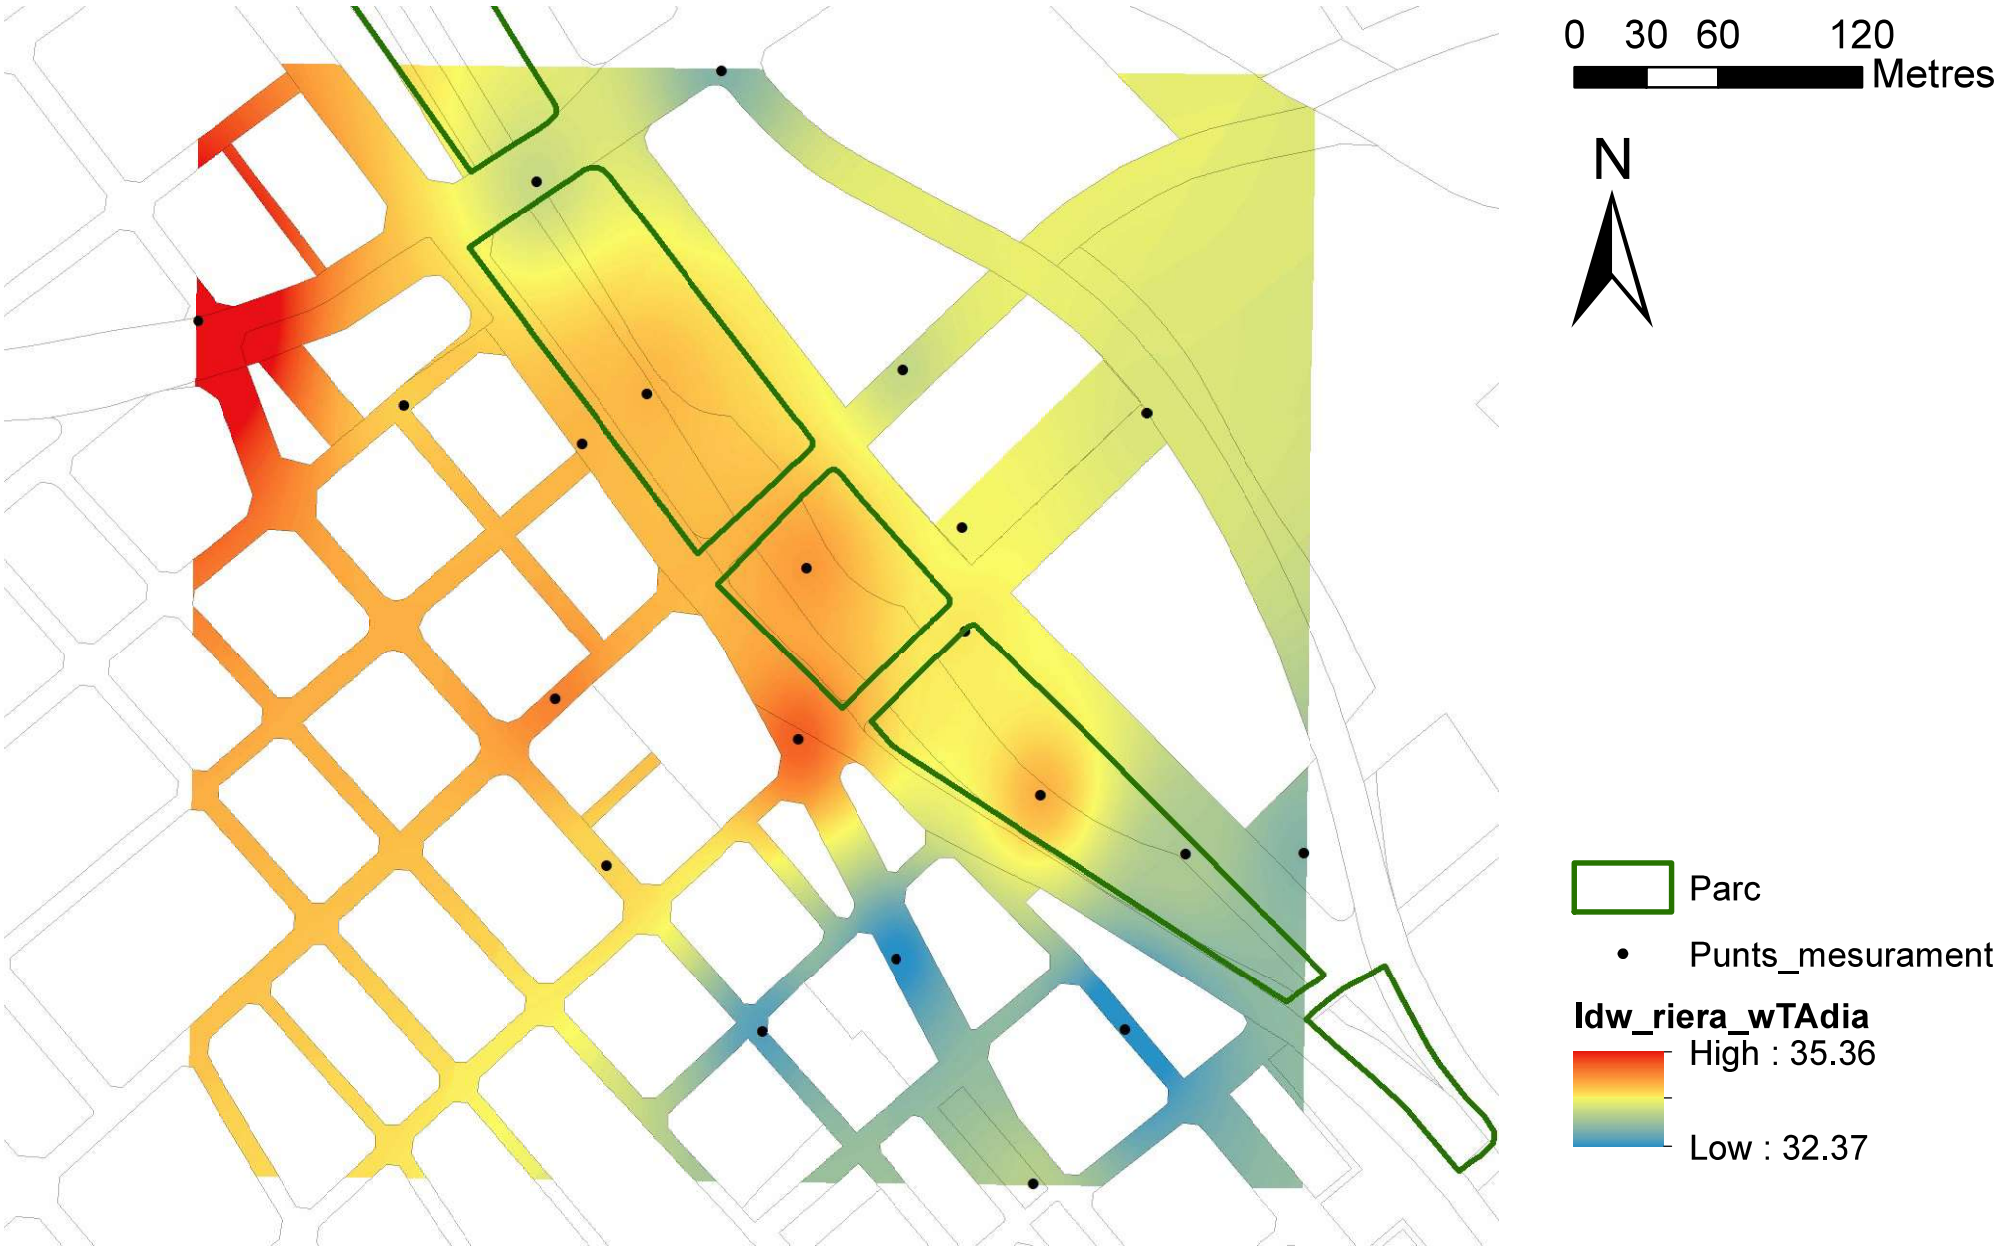 0 30 60 120
Metres
N
Parc
Punts_mesurament
Idw_riera_wTAdia
High : 35.36
Low : 32.37